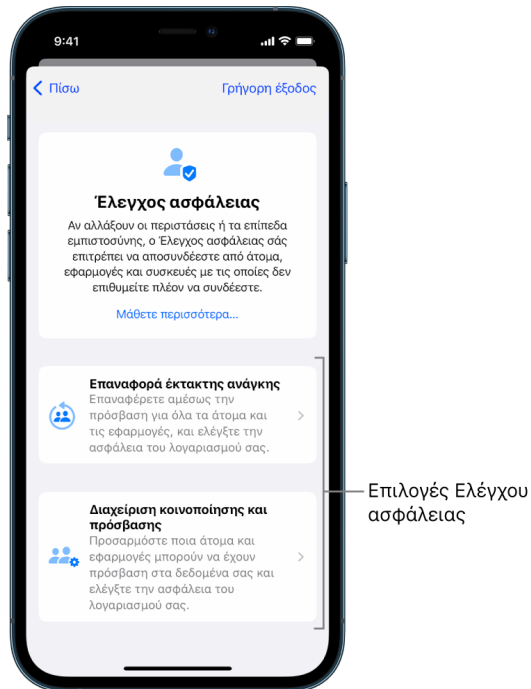 9:41
Πίσω
Γρήγορη έξοδος
Έλεγχος ασφάλειας
Αν αλλάξουν οι περιστάσεις ή τα επίπεδα
εμπιστοσύνης, ο Έλεγχος ασφάλειας σάς
επιτρέπει να αποσυνδέεστε από άτομα,
εφαρμογές και συσκευές με τις οποίες δεν
επιθυμείτε πλέον να συνδέεστε.
Μάθετε περισσότερα...
Επαναφορά έκτακτης ανάγκης
Επαναφέρετε αμέσως την
πρόσβαση για όλα τα άτομα και
τις εφαρμογές, και ελέγξτε την
ασφάλεια του λογαριασμού σας.
Διαχείριση κοινοποίησης και
πρόσβασης
Προσαρμόστε ποια άτομα και
εφαρμογές μπορούν να έχουν
πρόσβαση στα δεδομένα σας και
ελέγξτε την ασφάλεια του
λογαριασμού σας.
Επιλογές Ελέγχου
ασφάλειας